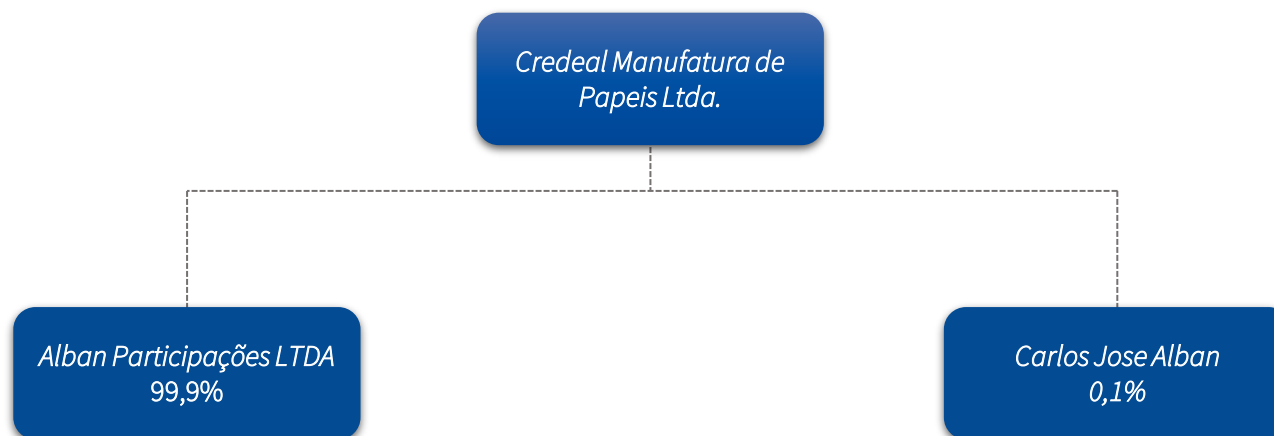 Credeal Manufatura de
Papeis Ltda.
Alban Participações LTDA
99,9%
Carlos Jose Alban
0,1%